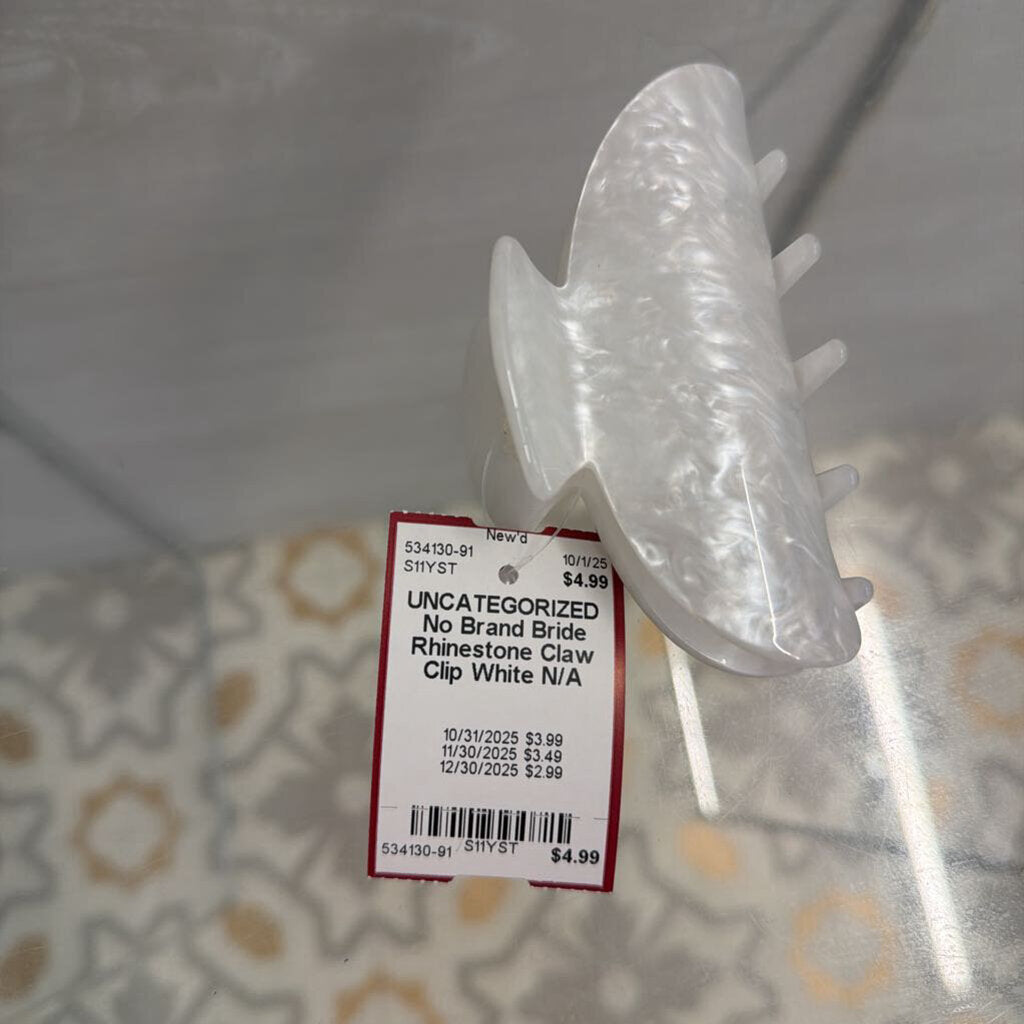 New'd
534130-91 10/1/25
S11YST $4.99
UNCATEGORIZED
No Brand Bride
Rhinestone Claw
Clip White N/A
10/31/2025 $3.99
11/30/2025 $3.49
12/30/2025 $2.99
534130-91 S11YST $4.99